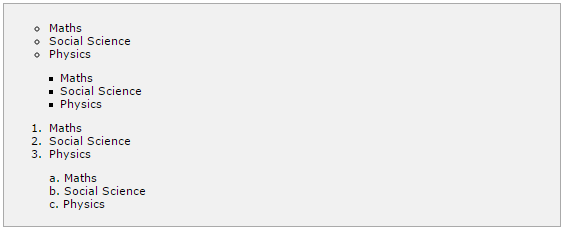 Maths
Social Science
Physics
Maths
Social Science
Physics
1. Maths
2. Social Science
3. Physics
a. Maths
b. Social Science
c. Physics